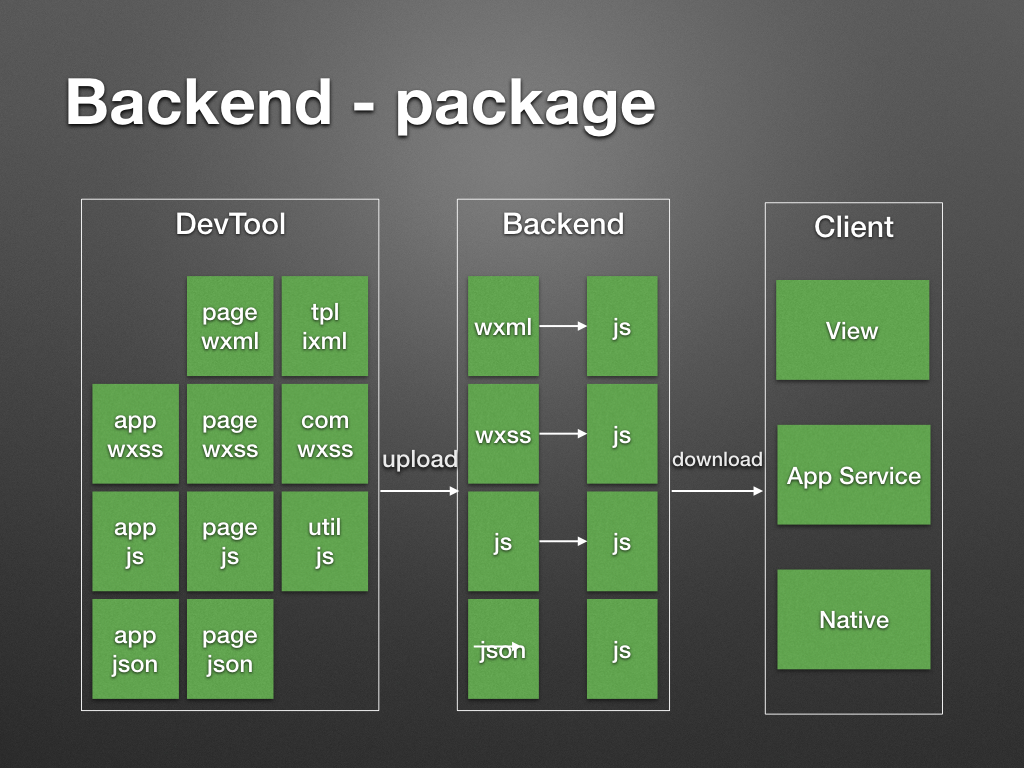 Backend - package
DevTool
page
wxml
tpl
ixml
app
wxss
page
wxss
com
wxss
app
js
page
js
util
js
app
json
page
json
upload
Backend
wxml
js
wxss
js
js
js
json
js
download
Client
View
App Service
Native